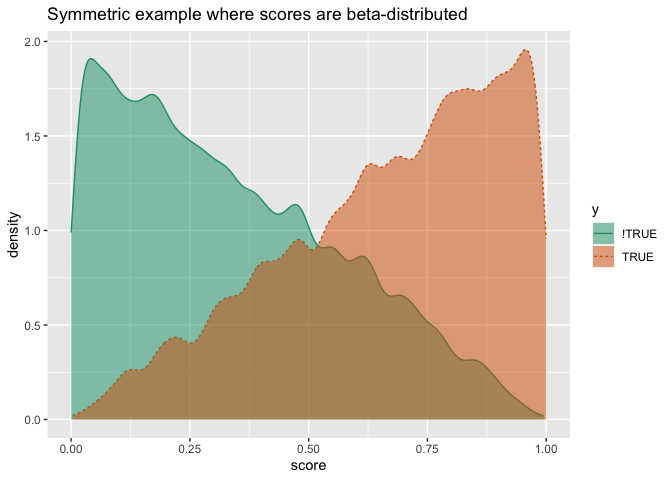 Symmetric example where scores are beta-distributed
2.0
1.5
1.0
0.5
0.0
density
0.00 0.25 0.50 0.75 1.00
score
y
!TRUE
TRUE